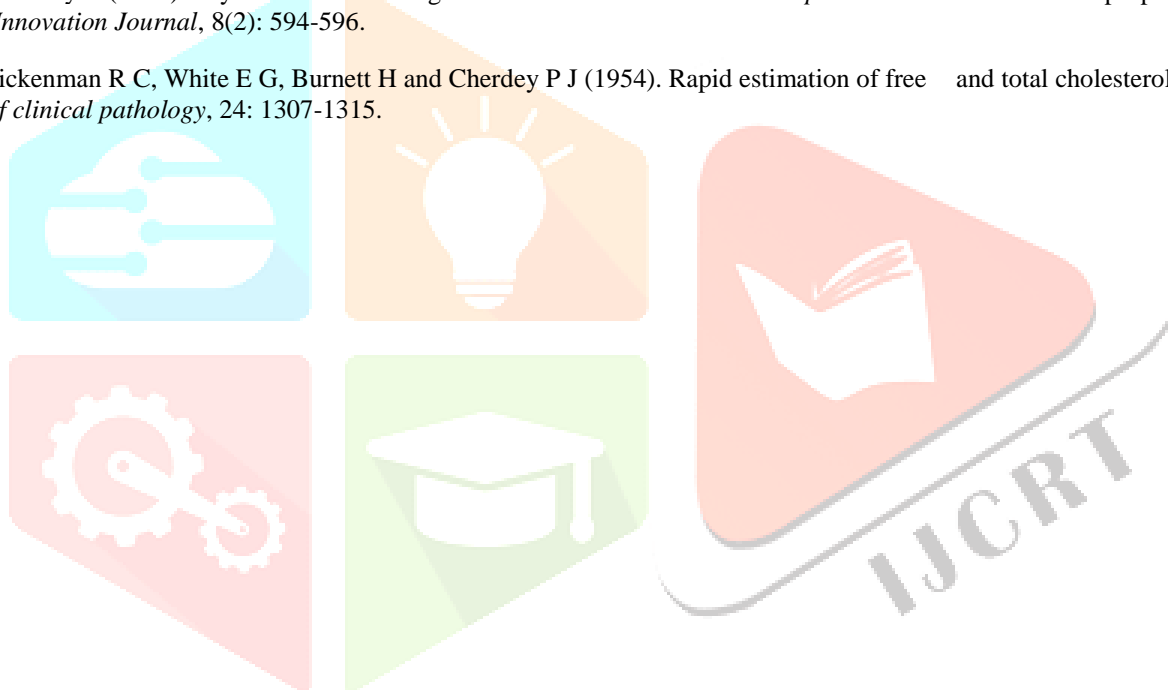 Innovation Journal, 8(2): 594-596.
ickenman R C, White E G, Burnett H and Cherdey P J (1954). Rapid estimation of free and total cholesterol
f clinical pathology, 24: 1307-1315.
IJCRT